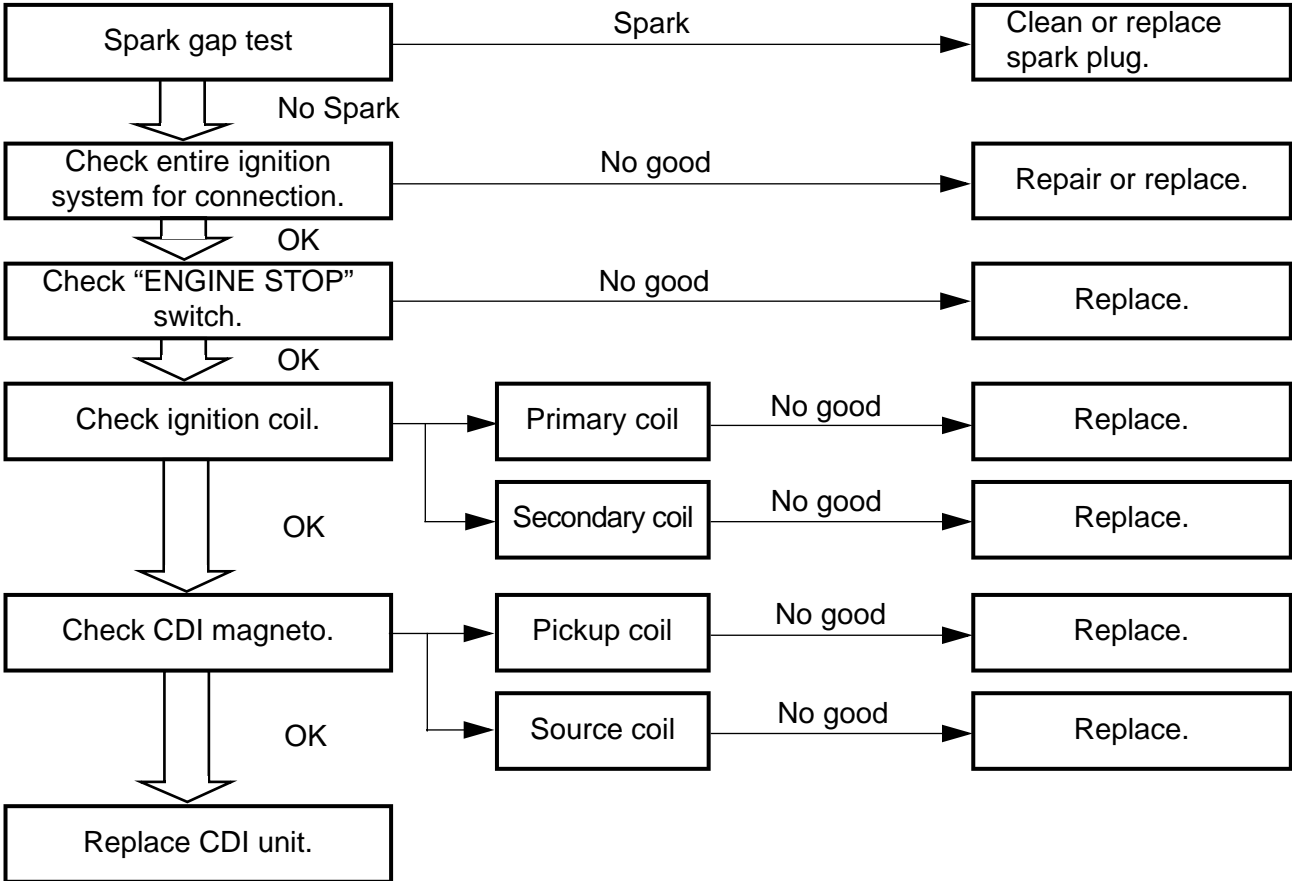 Spark gap test
Spark
Clean or replace
spark plug.
No Spark
Check entire ignition
system for connection.
No good
Repair or replace.
OK
Check “ENGINE STOP”
switch.
No good
Replace.
OK
Check ignition coil.
Primary coil
No good
Replace.
Secondary coil
No good
Replace.
OK
Check CDI magneto.
Pickup coil
No good
Replace.
Source coil
No good
Replace.
OK
Replace CDI unit.